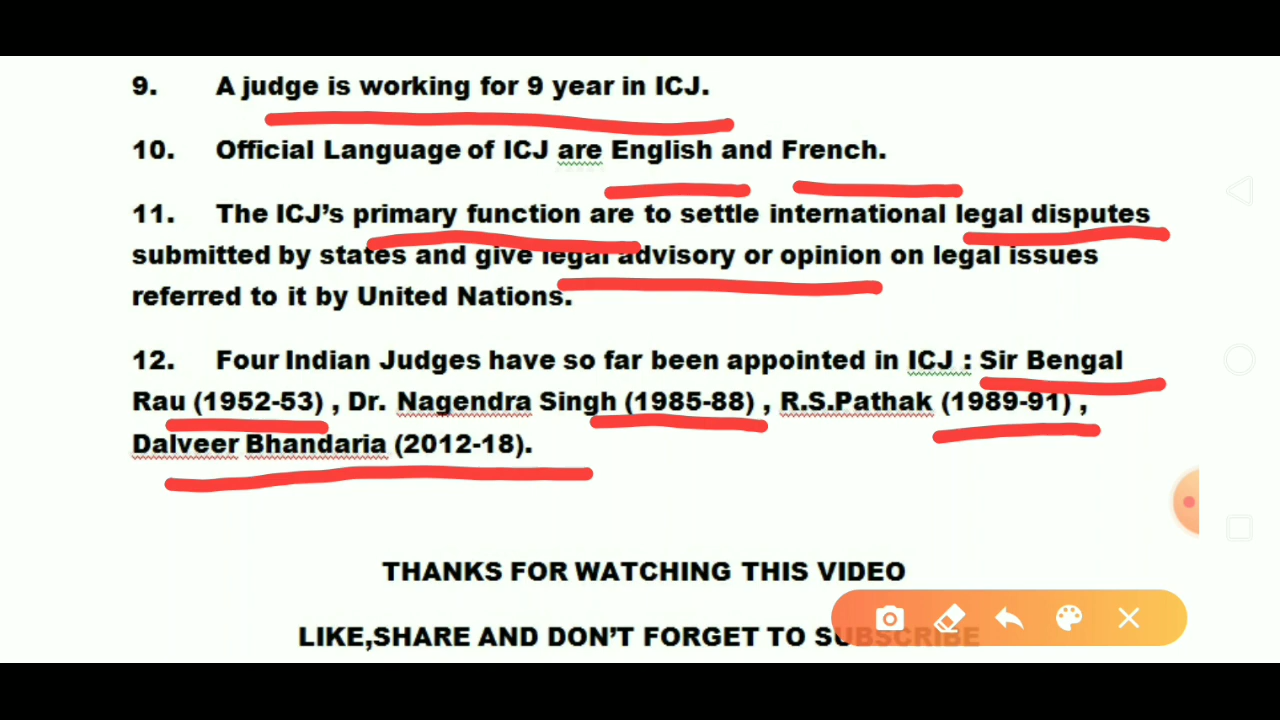 9. A judge is working for 9 year in ICJ.
10. Official Language of ICJ are English and French.
11. The ICJ's primary function are to settle international legal disputes
submitted by states and give legal advisory or opinion on legal issues
referred to it by United Nations.
12. Four Indian Judges have so far been appointed in ICJ : Sir Bengal
Rau (1952-53) , Dr. Nagendra Singh (1985-88) , R.S.Pathak (1989-91) ,
Dalveer Bhandaria (2012-18).
THANKS FOR WATCHING THIS VIDEO
LIKE,SHARE AND DON'T FORGET TO SUBSCRIBE